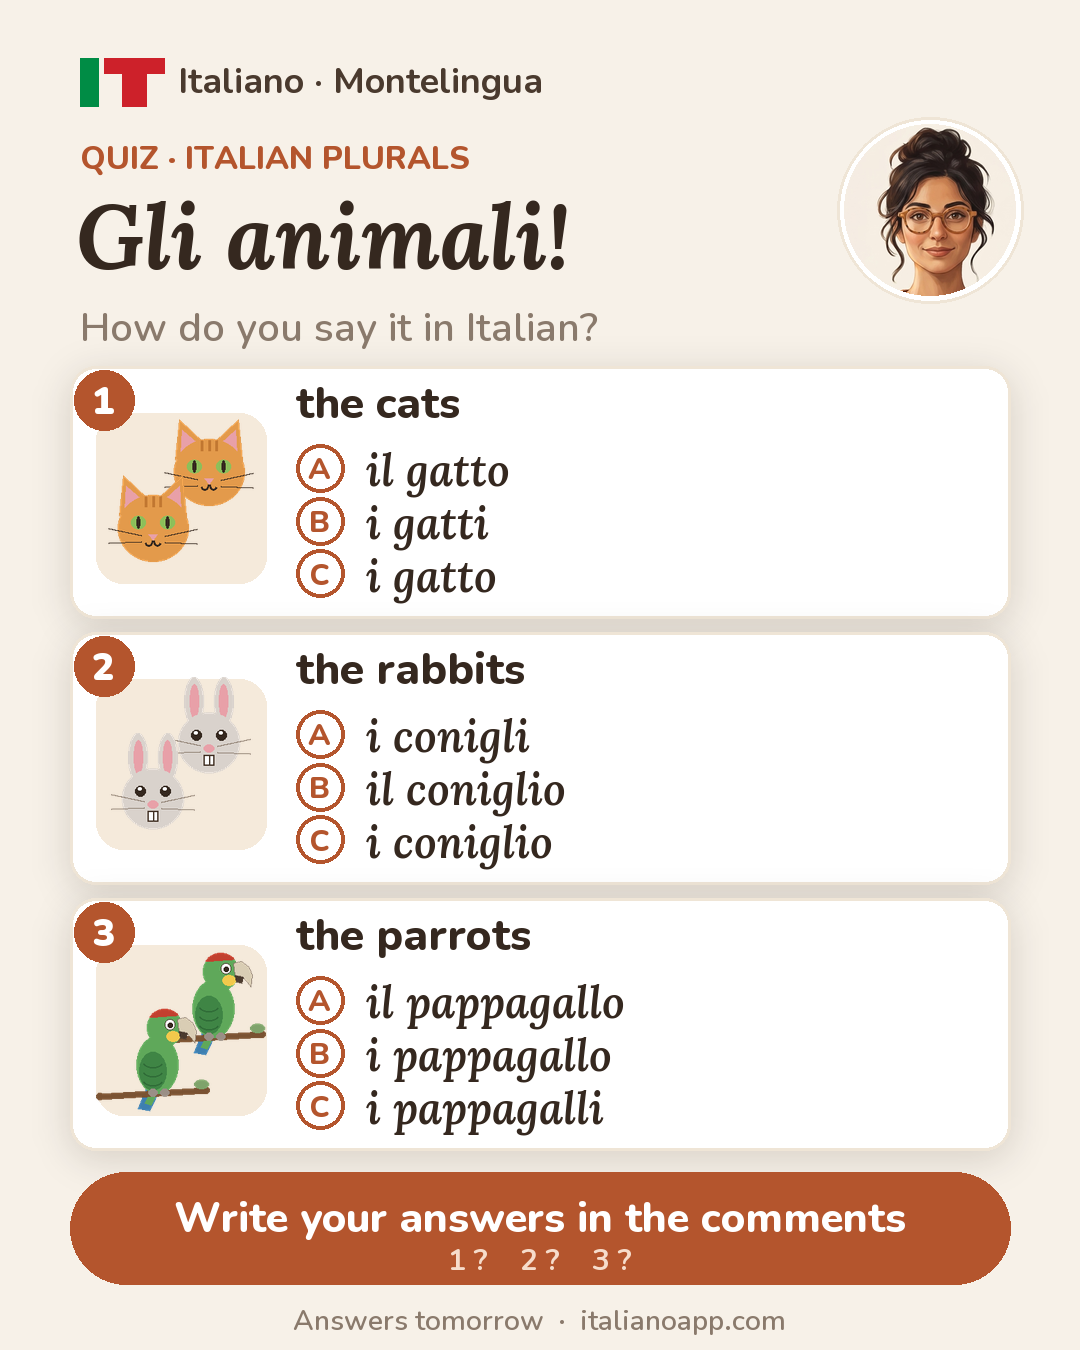 IT Italiano · Montelingua
QUIZ · ITALIAN PLURALS
Gli animali!
How do you say it in Italian?
1
the cats
A il gatto
B i gatti
C i gatto
2
the rabbits
A i conigli
B il coniglio
C i coniglio
3
the parrots
A il pappagallo
B i pappagallo
C i pappagalli
Write your answers in the comments
1 ? 2 ? 3 ?
Answers tomorrow · italianoapp.com